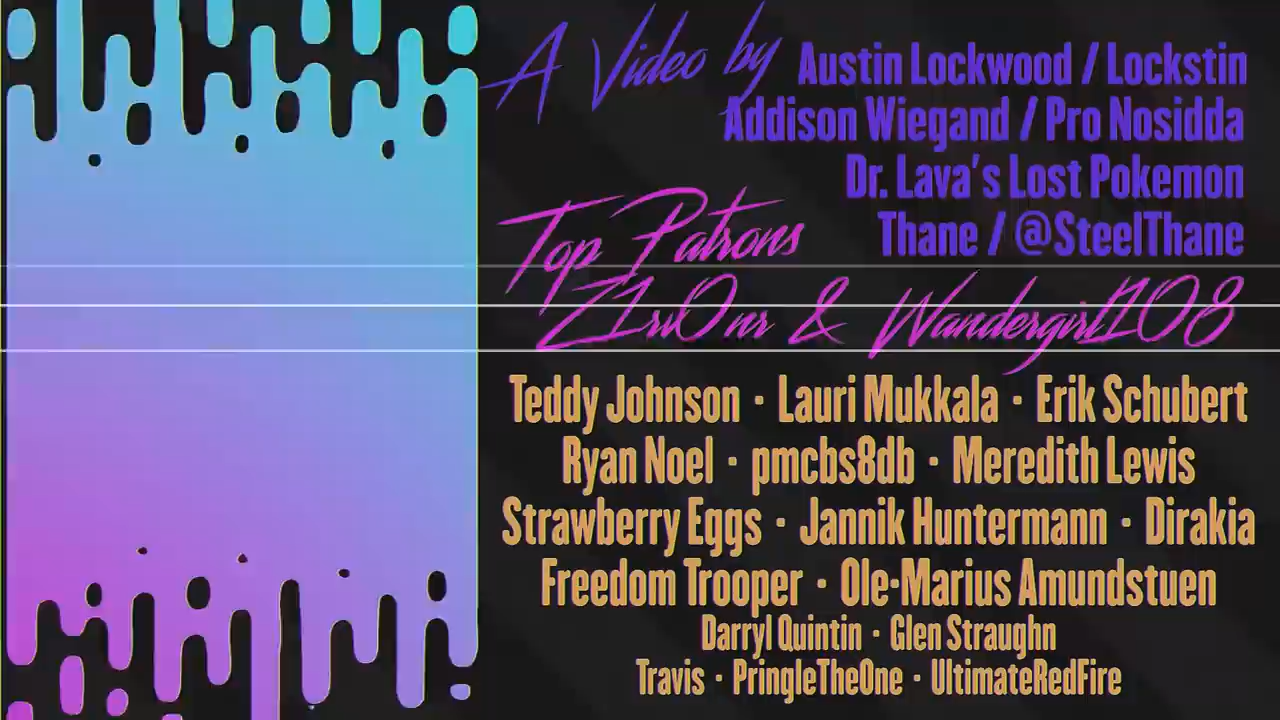 A Video by
Austin Lockwood / Lockstin
Addison Wiegand / Pro Nosidda
Dr. Lava's Lost Pokemon
Thane / @SteelThane
Top Patrons
Z1ri0nr & Wandergirl108
Teddy Johnson · Lauri Mukkala · Erik Schubert
Ryan Noel · pmcbs8db · Meredith Lewis
Strawberry Eggs · Jannik Huntermann · Dirakia
Freedom Trooper · Ole-Marius Amundstuen
Darryl Quintin · Glen Straughn
Travis · PringleTheOne · UltimateRedFire